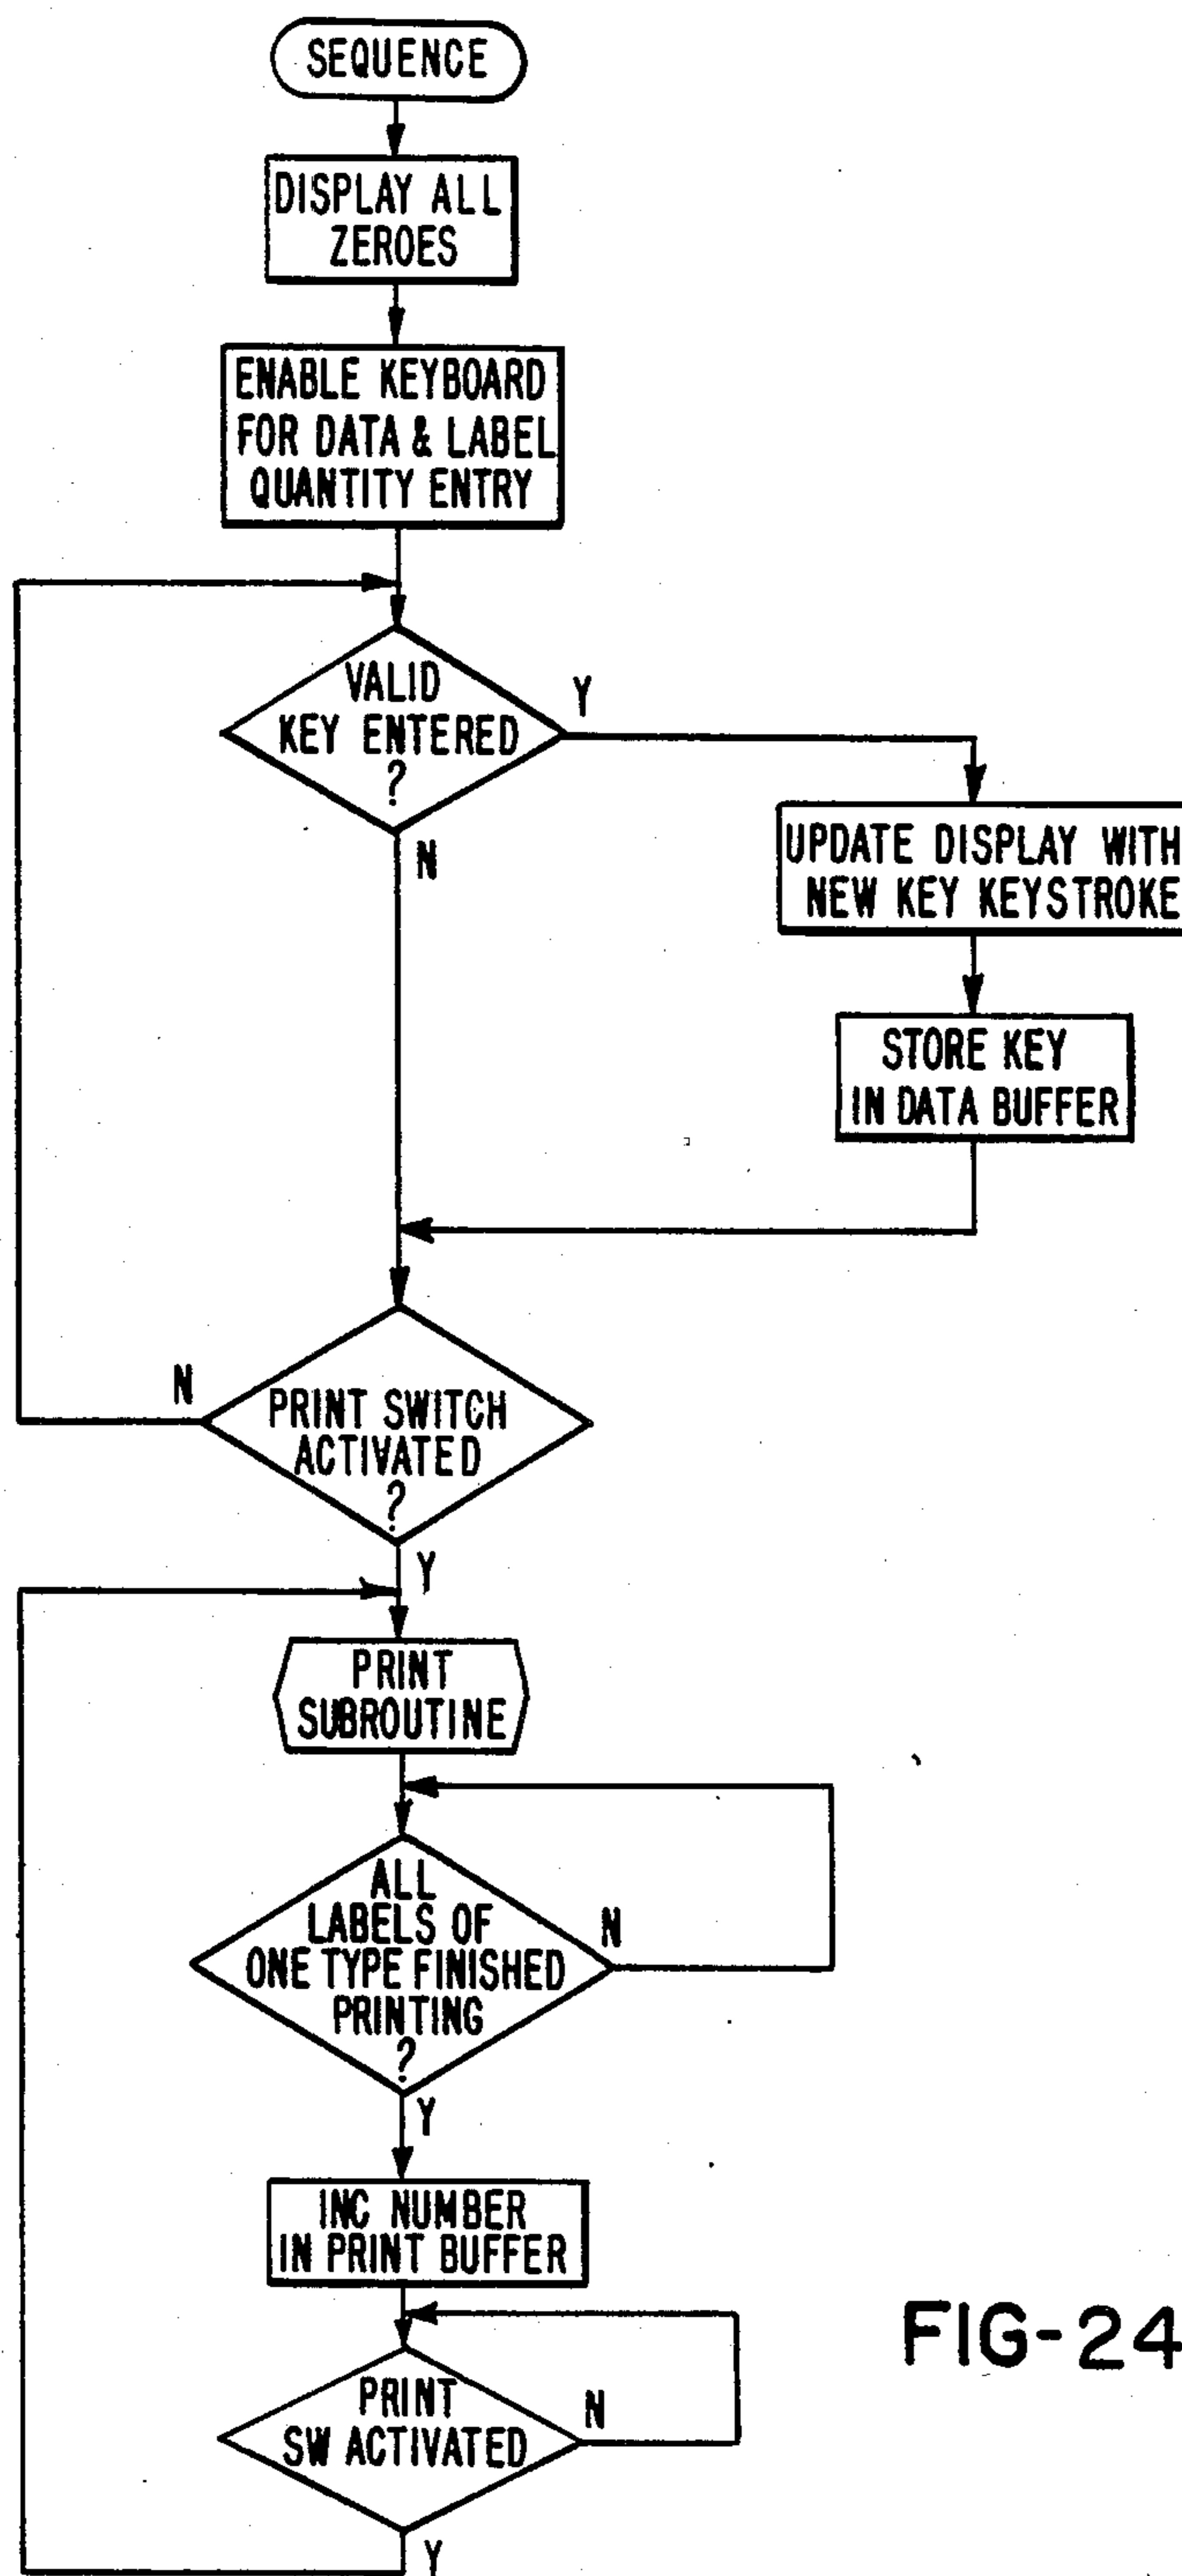 SEQUENCE
DISPLAY ALL
ZEROES
ENABLE KEYBOARD
FOR DATA & LABEL
QUANTITY ENTRY
VALID
KEY ENTERED
?
Y
N
UPDATE DISPLAY WITH
NEW KEY KEYSTROKE
STORE KEY
IN DATA BUFFER
N
PRINT SWITCH
ACTIVATED
?
Y
PRINT
SUBROUTINE
ALL
LABELS OF
ONE TYPE FINISHED
PRINTING
?
N
Y
INC NUMBER
IN PRINT BUFFER
PRINT
SW ACTIVATED
N
Y
FIG-24